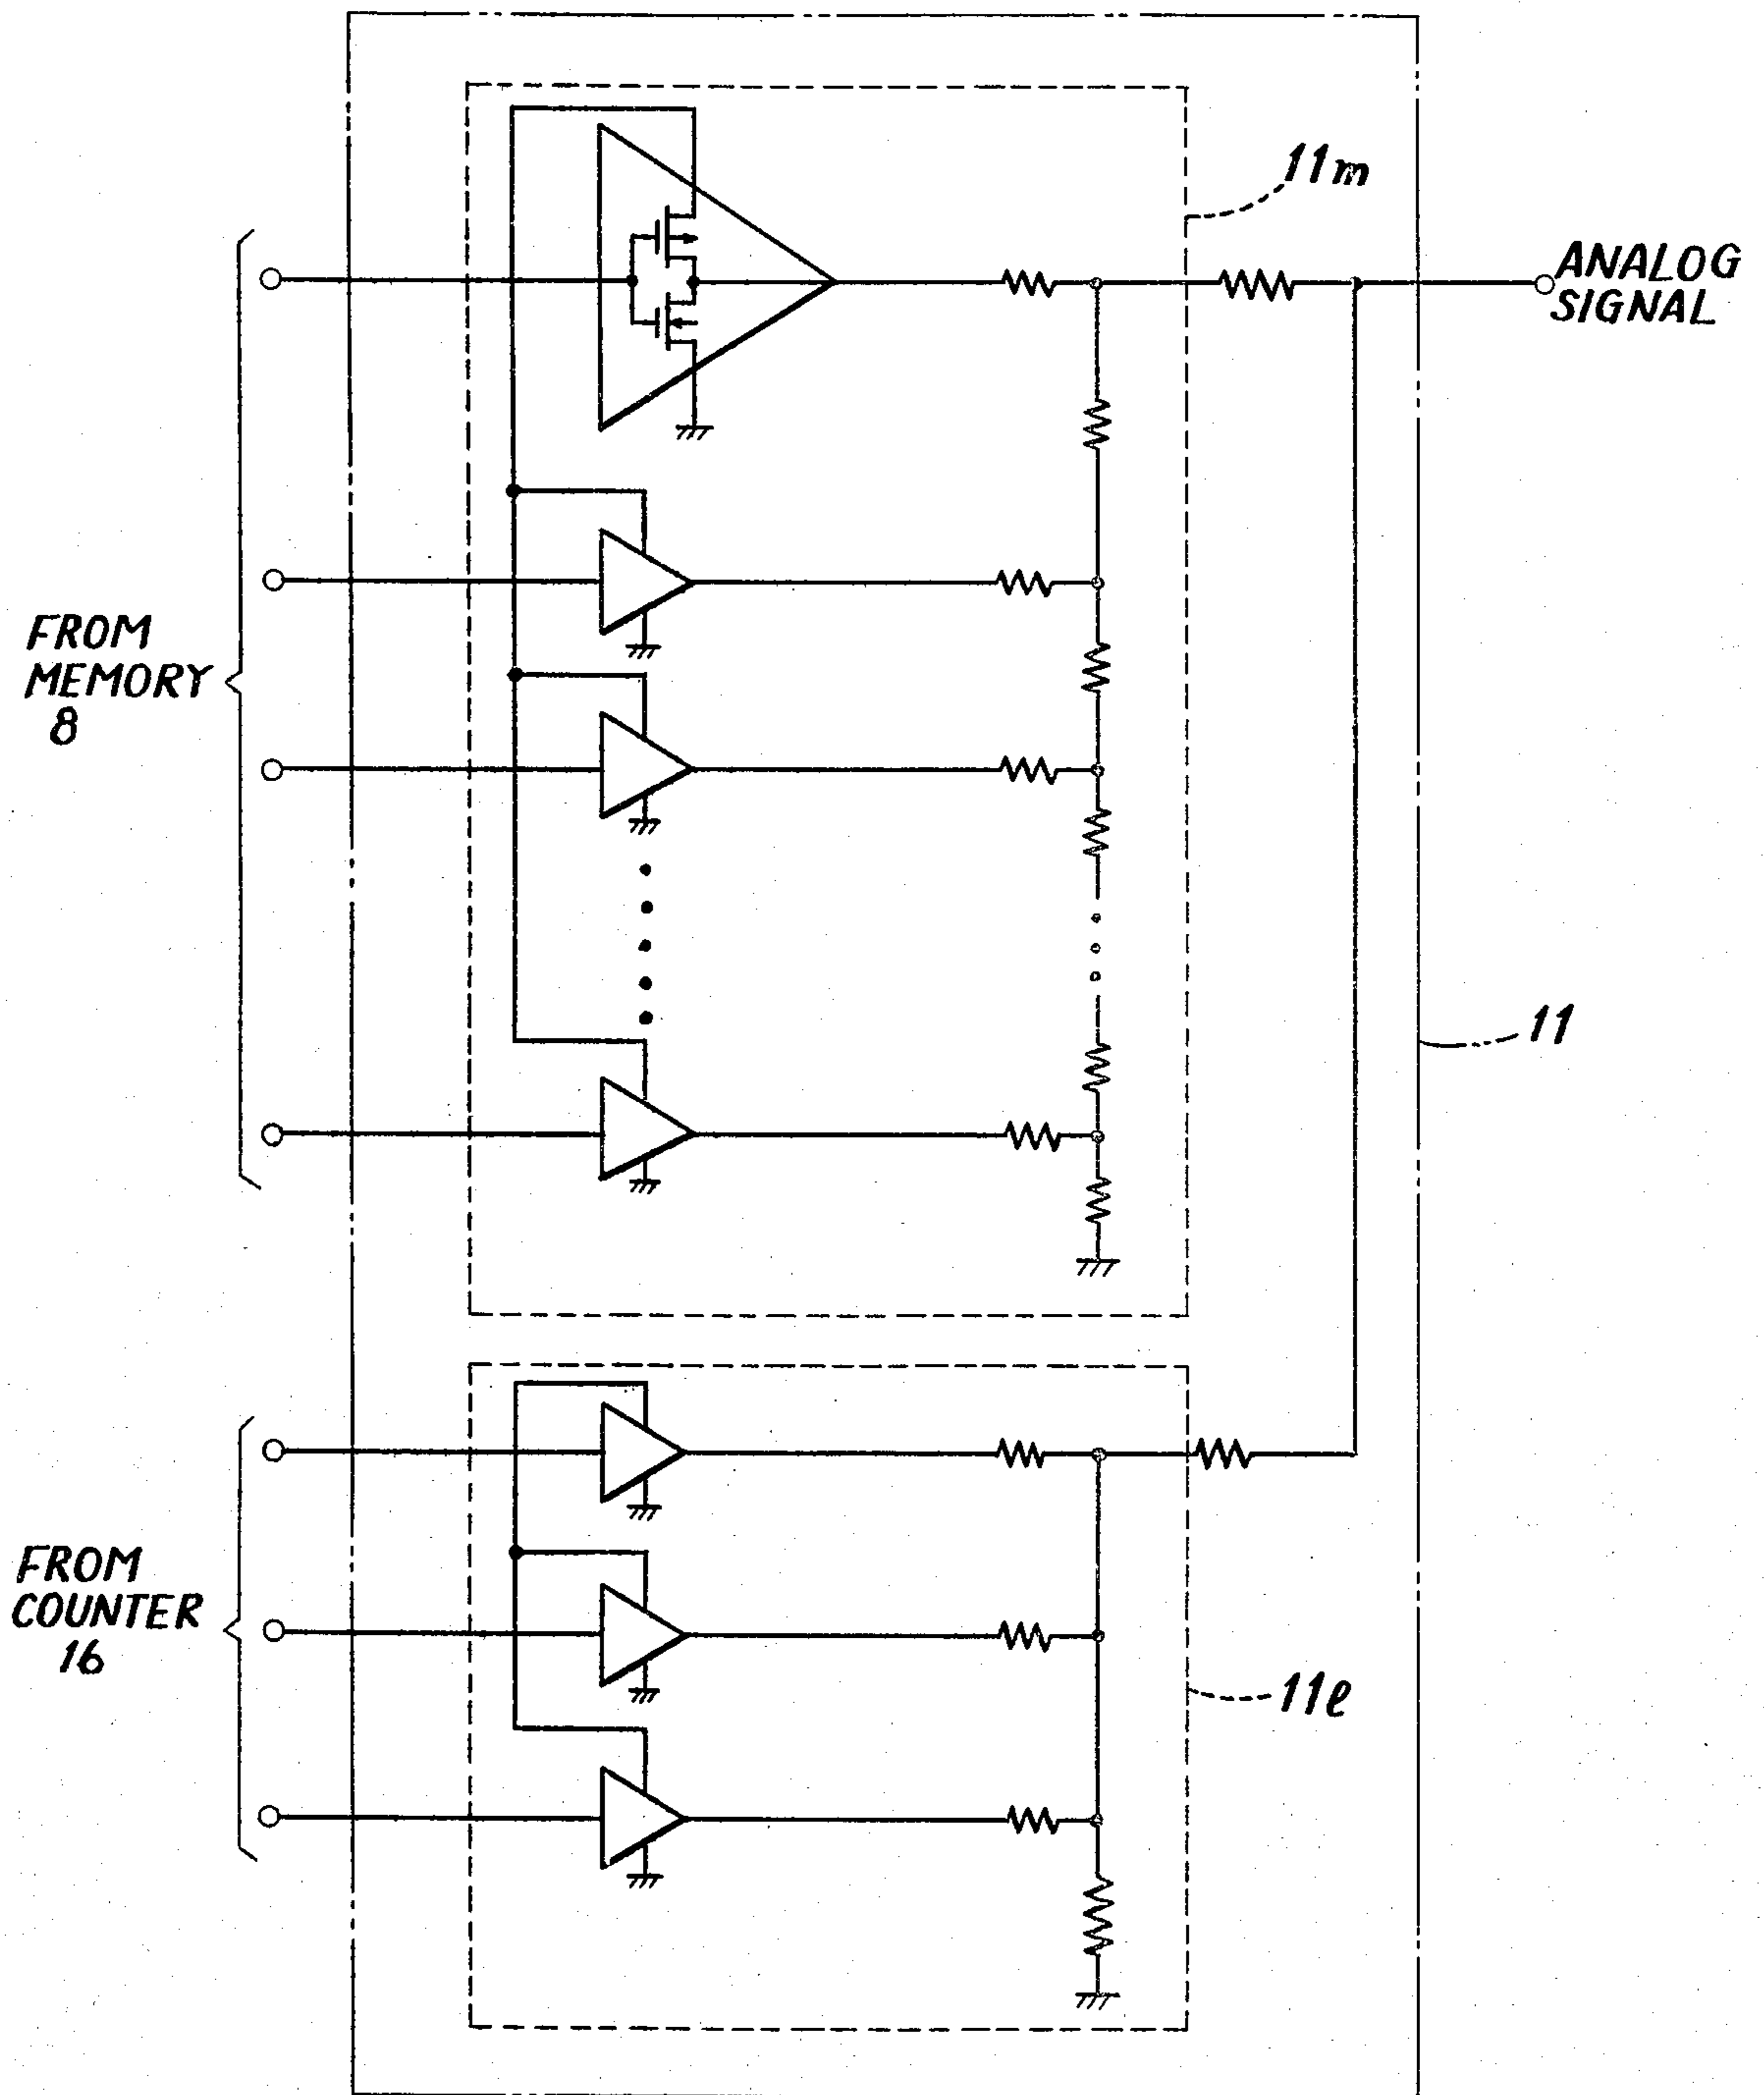 11m
ANALOG
SIGNAL
FROM
MEMORY
8
11
FROM
COUNTER
16
11ℓ